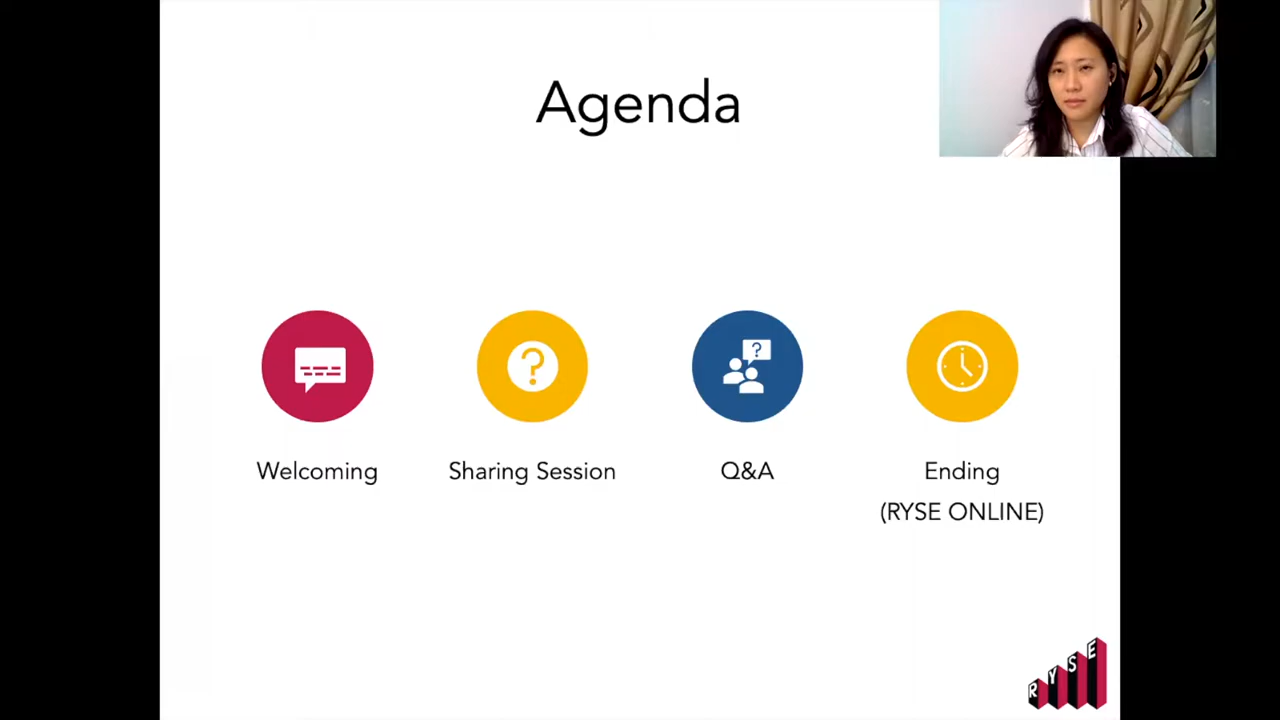 Agenda
?
?
Welcoming
Sharing Session
Q&A
Ending
(RYSE ONLINE)
RYSE